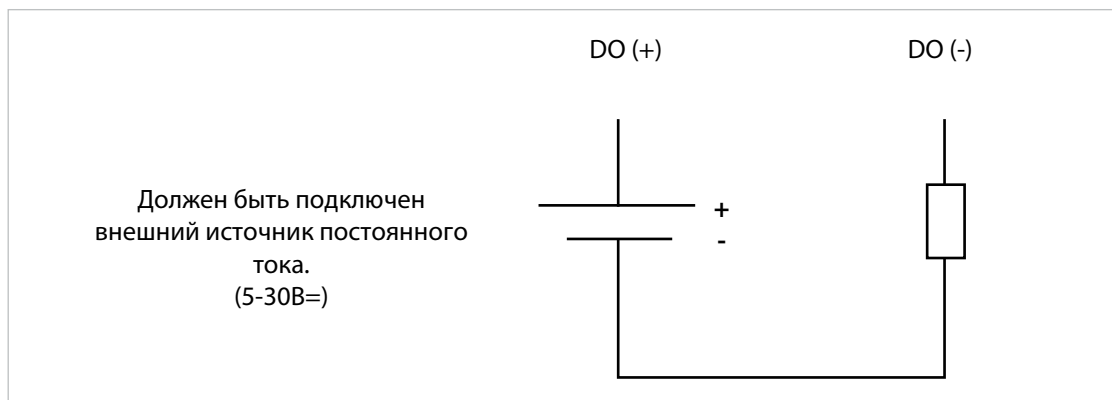 DO (+)
DO (-)
Должен быть подключен
внешний источник постоянного
тока.
(5-30В=)
+
-